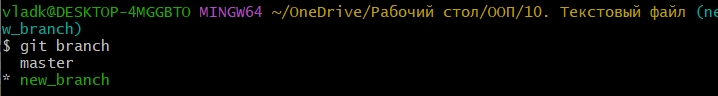 vladk@DESKTOP-4MGGBTO MINGW64 ~/OneDrive/Рабочий стол/ООП/10. Текстовый файл (ne
w_branch)
$ git branch
  master
* new_branch